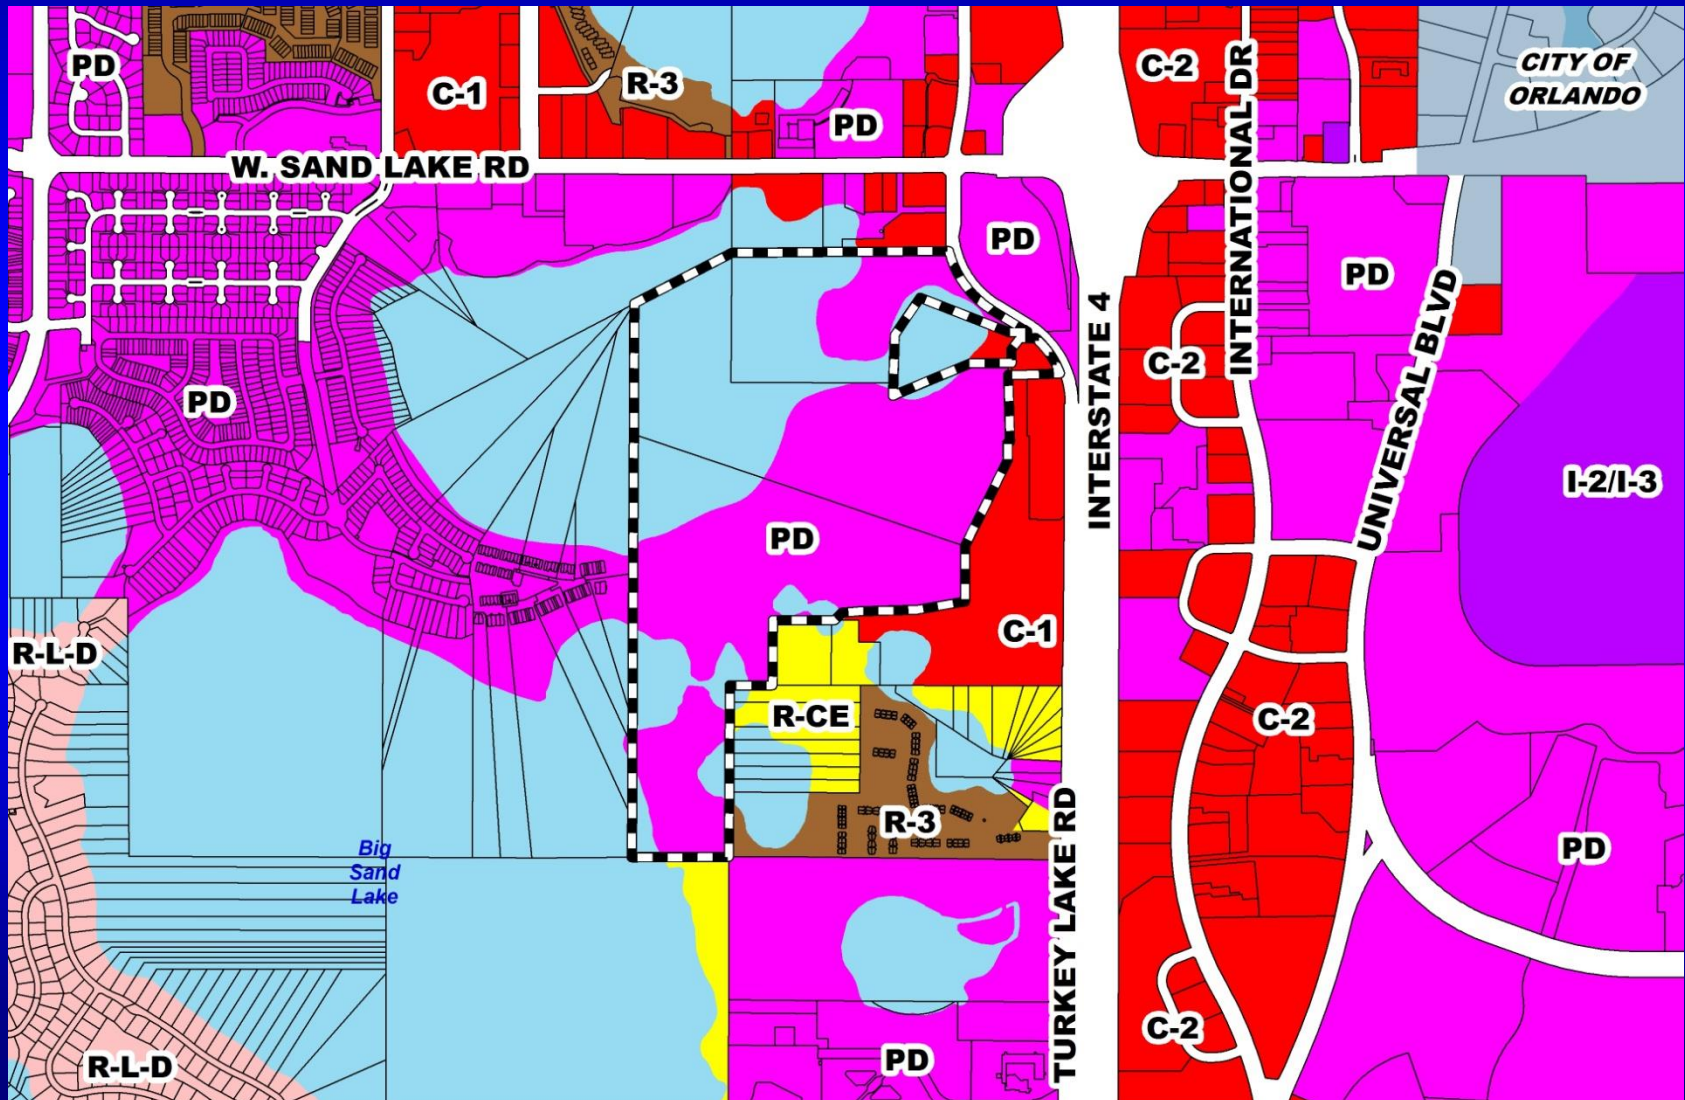 PD
C-1
R-3
PD
C-2
INTERNATIONAL DR
CITY OF
ORLANDO
W. SAND LAKE RD
PD
PD
PD
C-2
INTERSTATE 4
UNIVERSAL BLVD
I-2/I-3
PD
R-L-D
C-1
R-CE
C-2
R-3
Big
Sand
Lake
TURKEY LAKE RD
PD
R-L-D
PD
C-2